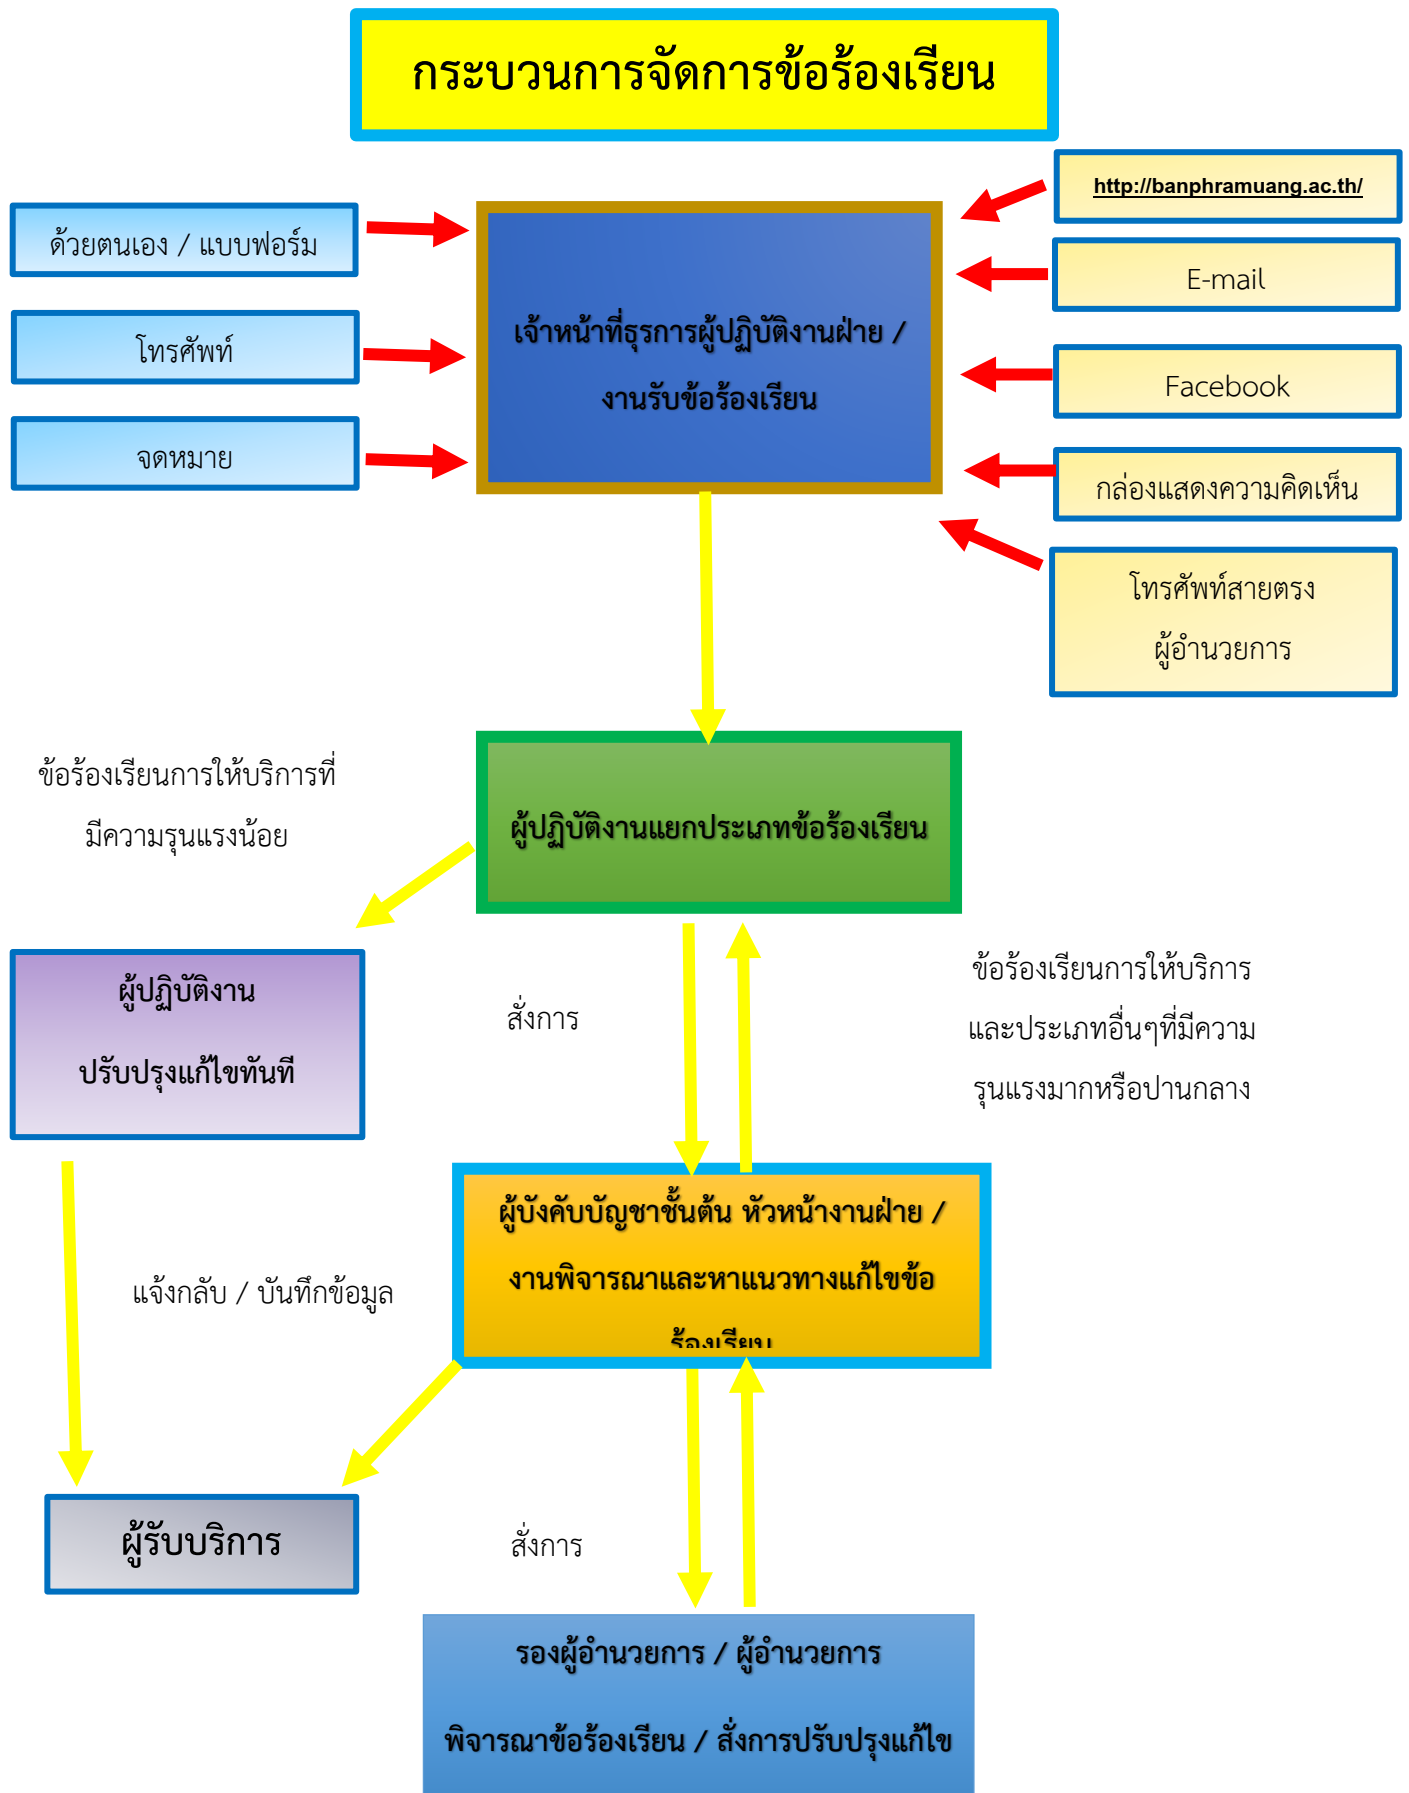 กระบวนการจัดการข้อร้องเรียน
ด้วยตนเอง / แบบฟอร์ม
โทรศัพท์
จดหมาย
เจ้าหน้าที่ธุรการผู้ปฏิบัติงานฝ่าย /
งานรับข้อร้องเรียน
http://banphramuang.ac.th/
E-mail
Facebook
กล่องแสดงความคิดเห็น
โทรศัพท์สายตรง
ผู้อำนวยการ
ข้อร้องเรียนการให้บริการที่
มีความรุนแรงน้อย
ผู้ปฏิบัติงานแยกประเภทข้อร้องเรียน
ผู้ปฏิบัติงาน
ปรับปรุงแก้ไขทันที
สั่งการ
ข้อร้องเรียนการให้บริการ
และประเภทอื่นๆที่มีความ
รุนแรงมากหรือปานกลาง
ผู้บังคับบัญชาชั้นต้น หัวหน้างานฝ่าย /
งานพิจารณาและหาแนวทางแก้ไขข้อ
ร้องเรียน
แจ้งกลับ / บันทึกข้อมูล
ผู้รับบริการ
สั่งการ
รองผู้อำนวยการ / ผู้อำนวยการ
พิจารณาข้อร้องเรียน / สั่งการปรับปรุงแก้ไข